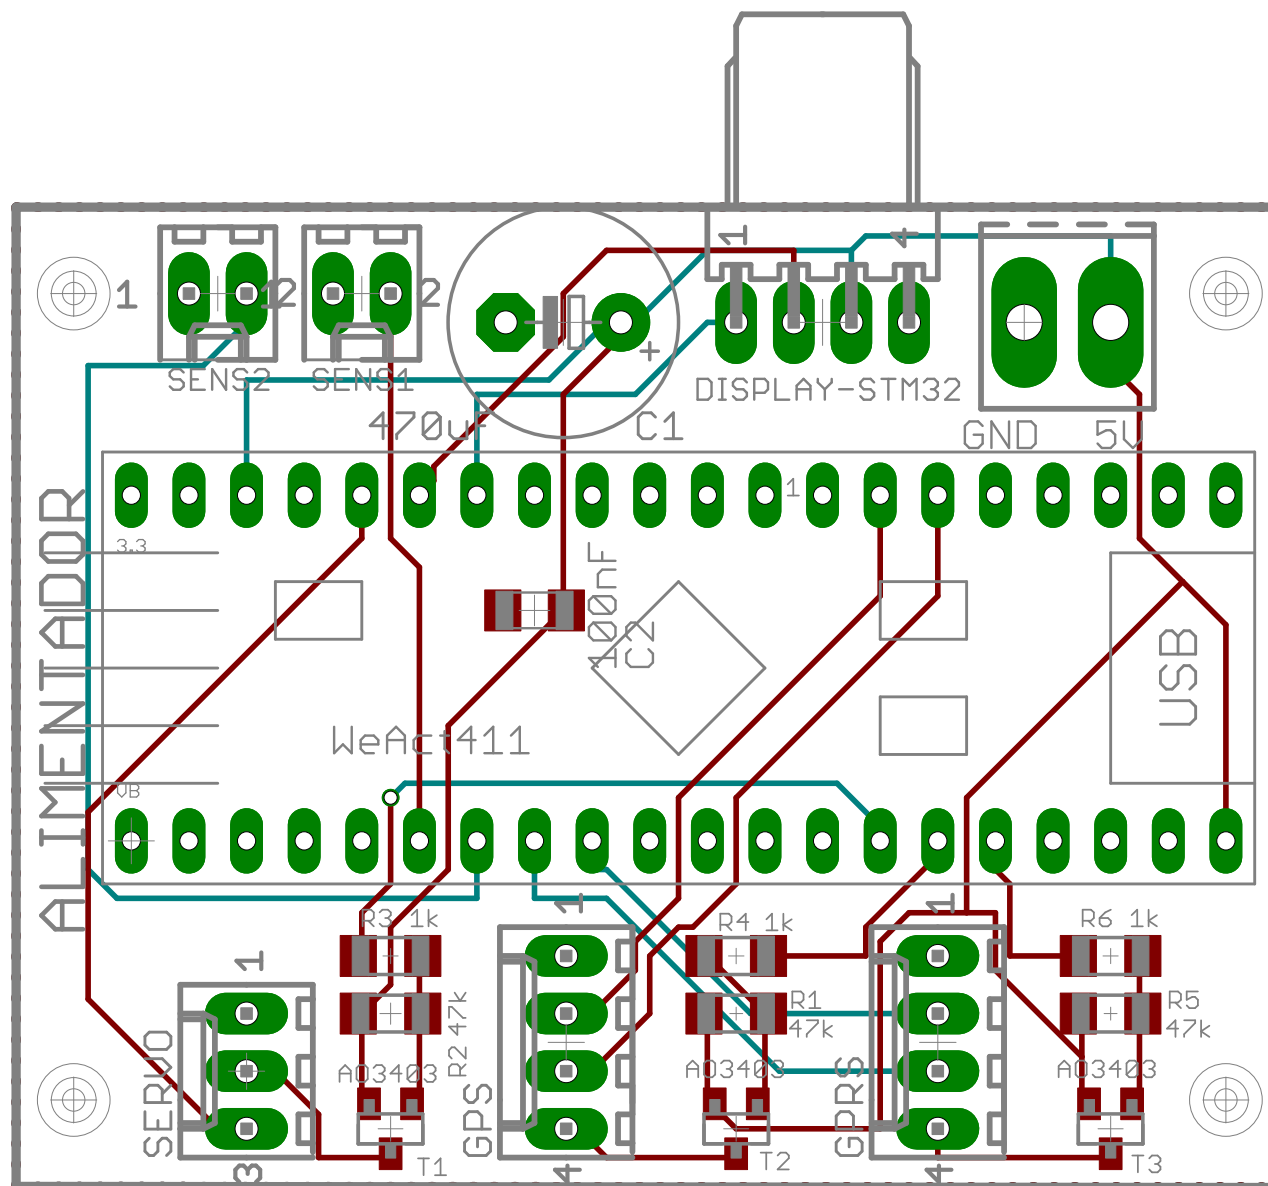 1
4
1
2
2
SENS2
SENS1
+
DISPLAY-STM32
470uF
C1
GND
5V
1
3.3
ALIMENTADOR
100nF
C2
USB
WeAct411
VB
1
1
R3 1k
R4 1k
R6 1k
1
R2 47k
R1
47k
R5
47k
SERVO
AO3403
GPS
AO3403
GPRS
AO3403
3
T1
4
T2
4
T3